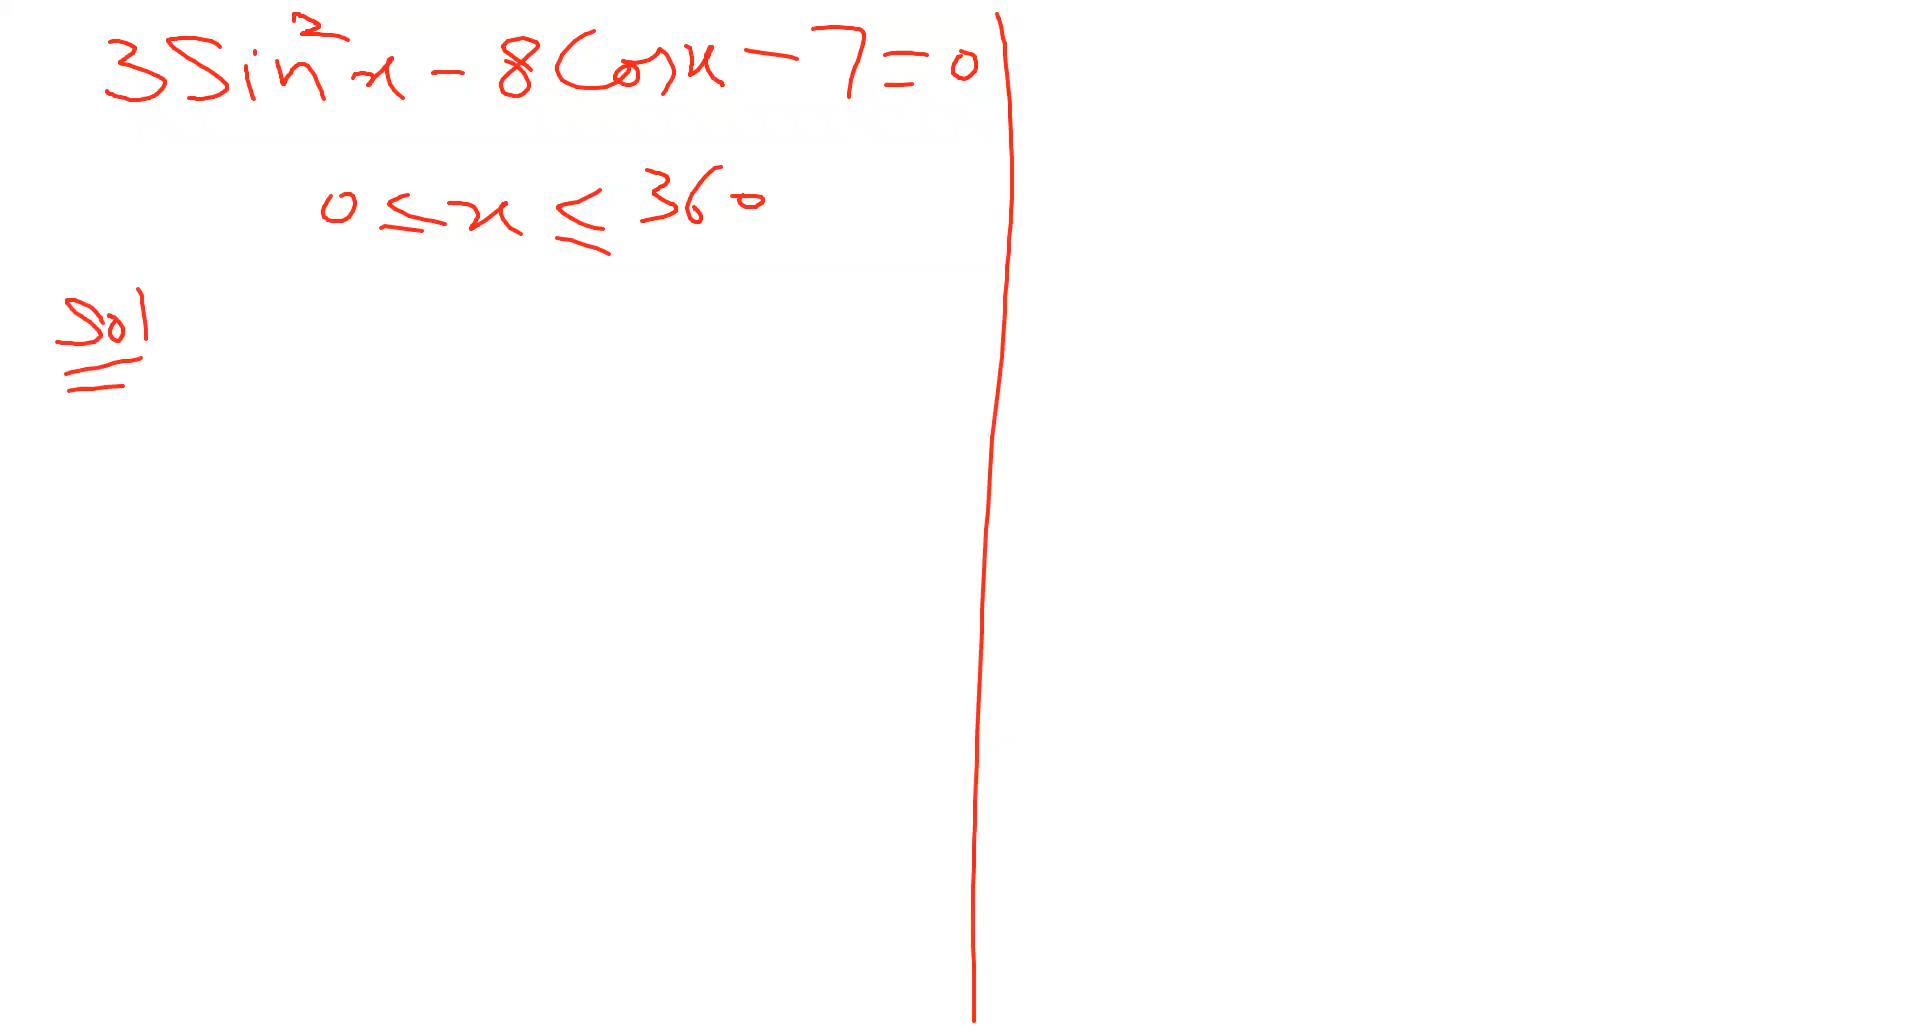 3Sin²x - 8Cosx - 7 = 0
0 ≤ x ≤ 360
Sol